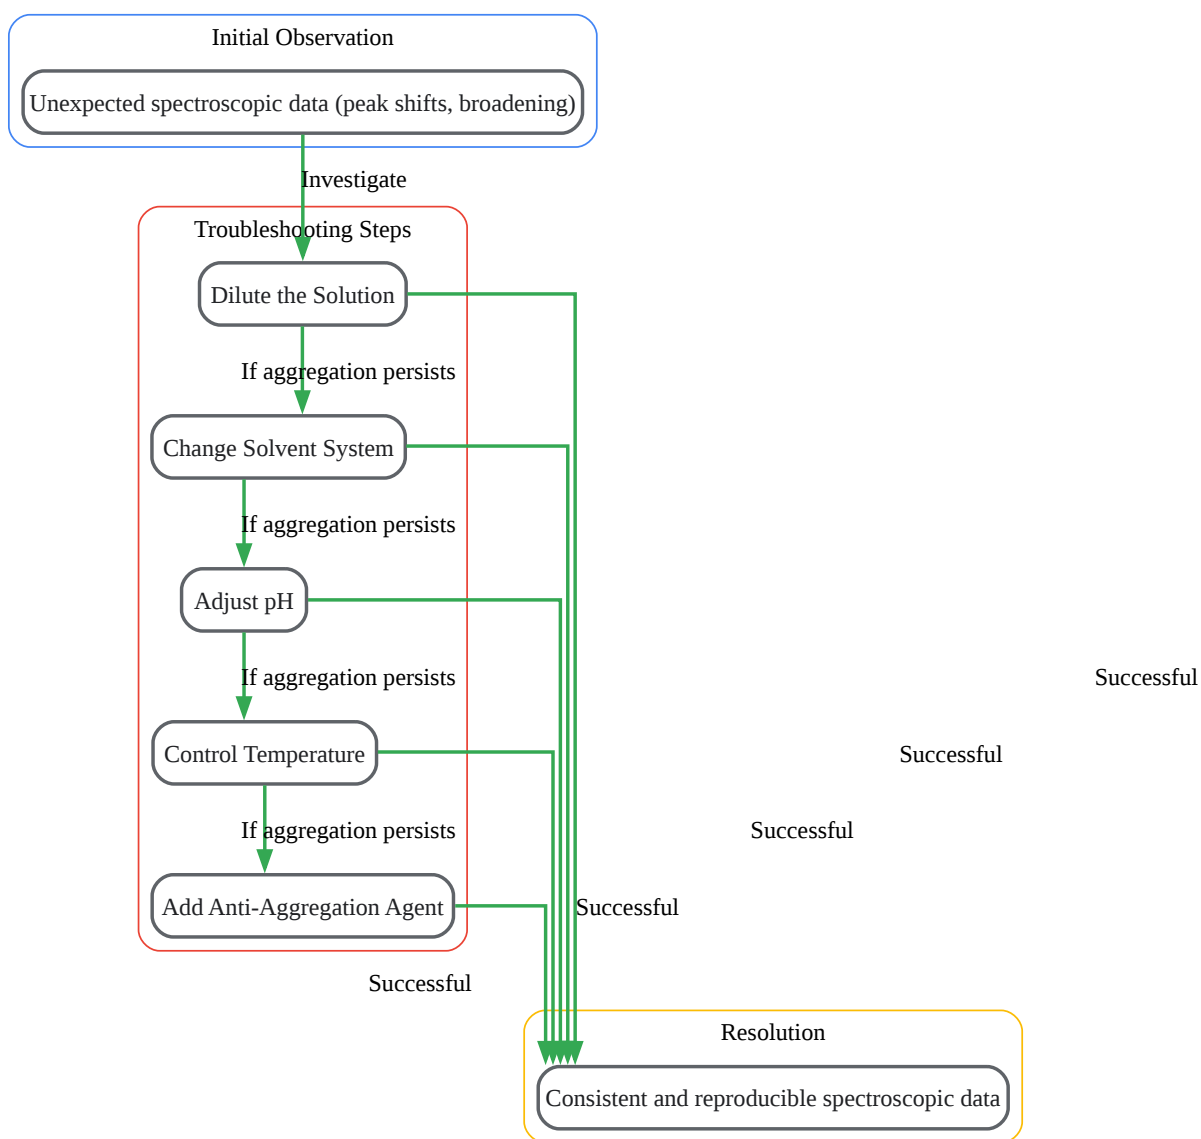 Initial Observation
Unexpected spectroscopic data (peak shifts, broadening)
Investigate
Troubleshooting Steps
Dilute the Solution
If aggregation persists
Change Solvent System
If aggregation persists
Adjust pH
If aggregation persists
Successful
Control Temperature
Successful
If aggregation persists
Successful
Add Anti-Aggregation Agent
Successful
Successful
Resolution
Consistent and reproducible spectroscopic data